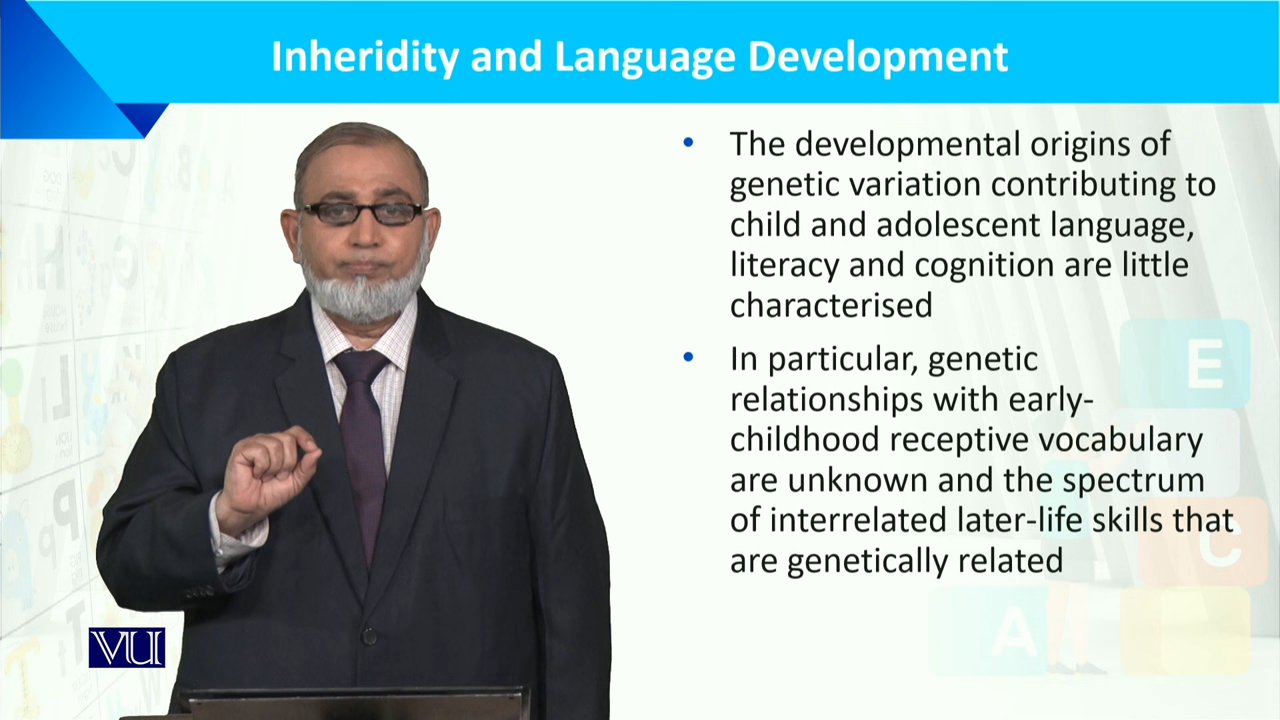 Inheridity and Language Development
• The developmental origins of
genetic variation contributing to
child and adolescent language,
literacy and cognition are little
characterised
• In particular, genetic
relationships with early-
childhood receptive vocabulary
are unknown and the spectrum
of interrelated later-life skills that
are genetically related
E
C
A
VU